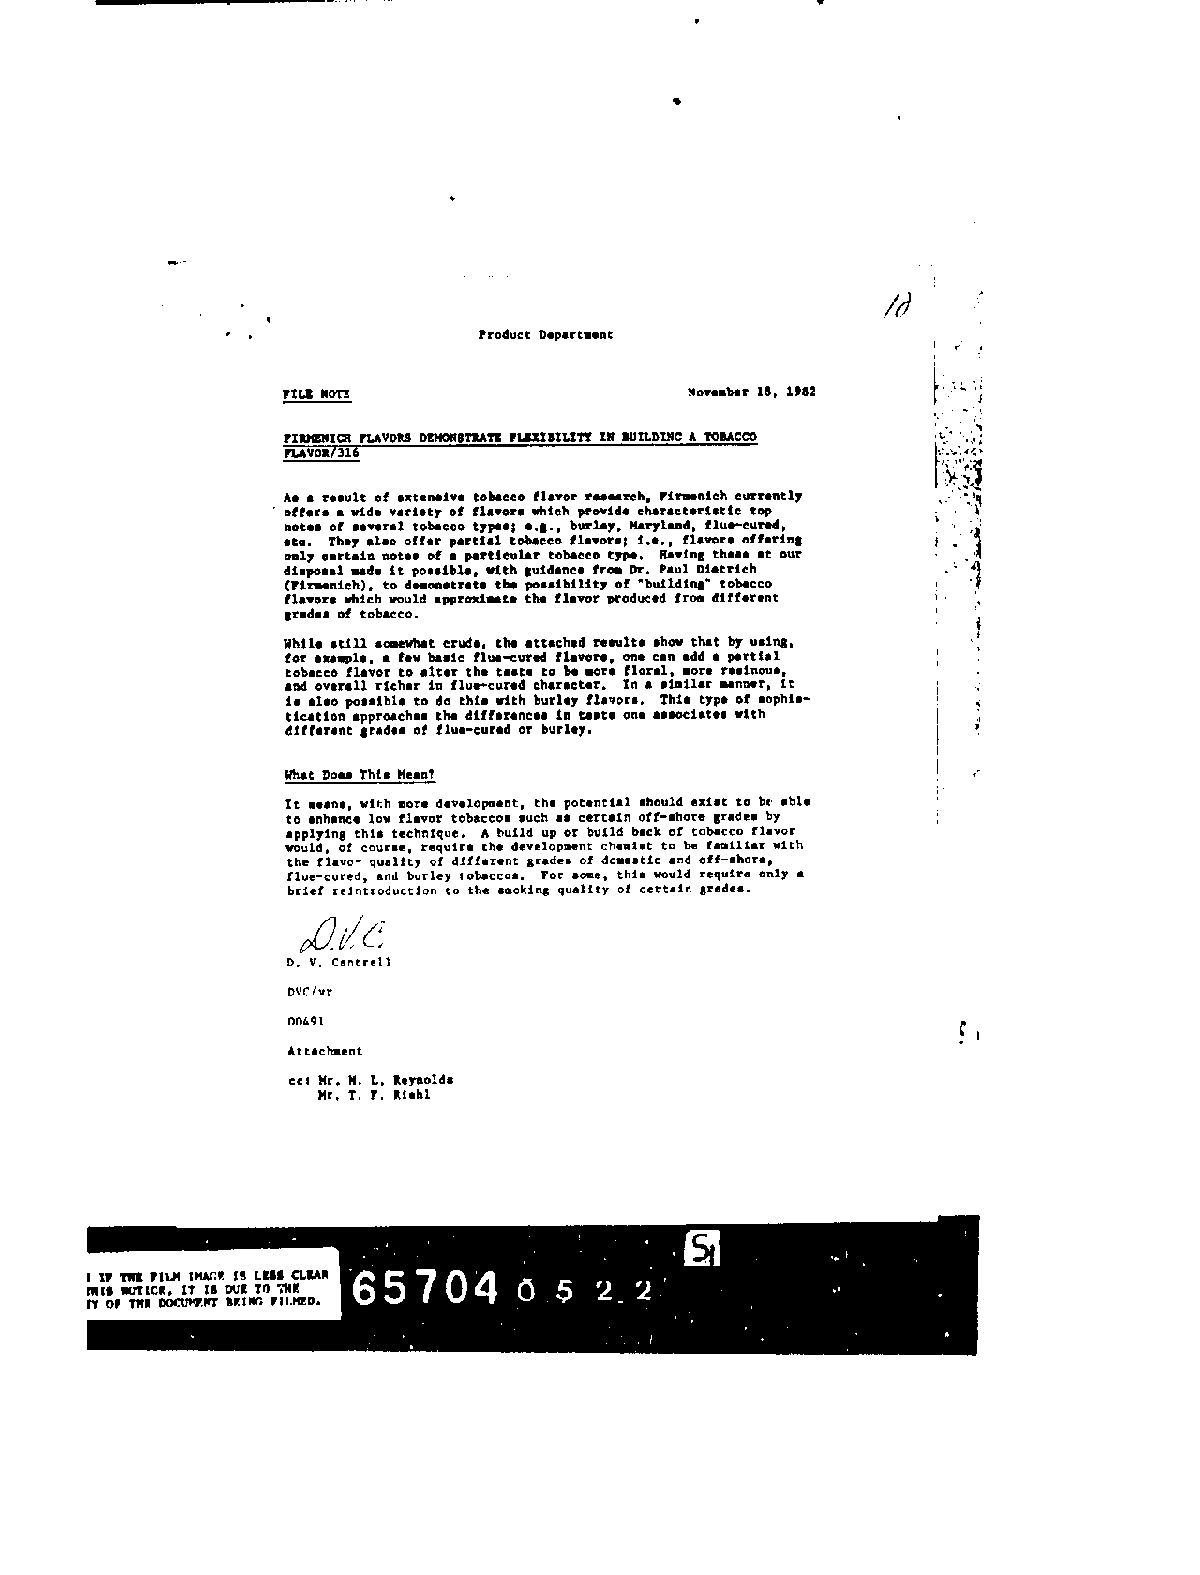 10
Product Department
FILE NOTE
November 18, 1982
FIRMENICH FLAVORS DEMONSTRATE FLEXIBILITY IN BUILDING A TOBACCO
FLAVOR/316
As a result of extensive tobacco flavor research, Firmenich currently
offers a wide variety of flavors which provide characteristic top
notes of several tobacco types; e.g., burley, Maryland, flue-cured,
etc. They also offer partial tobacco flavors; i.e., flavors offering
only certain notes of a particular tobacco type. Having these at our
disposal made it possible, with guidance from Dr. Paul Dietrich
(Firmenich), to demonstrate the possibility of "building" tobacco
flavors which would approximate the flavor produced from different
grades of tobacco.
While still somewhat crude, the attached results show that by using,
for example, a few basic flue-cured flavors, one can add a partial
tobacco flavor to alter the taste to be more floral, more resinous,
and overall richer in flue-cured character. In a similar manner, it
is also possible to do this with burley flavors. This type of sophis-
tication approaches the differences in taste one associates with
different grades of flue-cured or burley.
What Does This Mean?
It means, with more development, the potential should exist to be able
to enhance low flavor tobaccos such as certain off-shore grades by
applying this technique. A build up or build back of tobacco flavor
would, of course, require the development chemist to be familiar with
the flavor quality of different grades of domestic and off-shore,
flue-cured, and burley tobaccos. For some, this would require only a
brief reintroduction to the smoking quality of certain grades.
D.V.C.
D. V. Cantrell
DVC/vr
00491
Attachment
cc: Mr. M. L. Reynolds
Mr. T. F. Riehl
SI
IF THE FILM IMAGE IS LESS CLEAR
THIS NOTICE, IT IS DUE TO THE
TY OF THE DOCUMENT BEING FILMED.
65704 0522